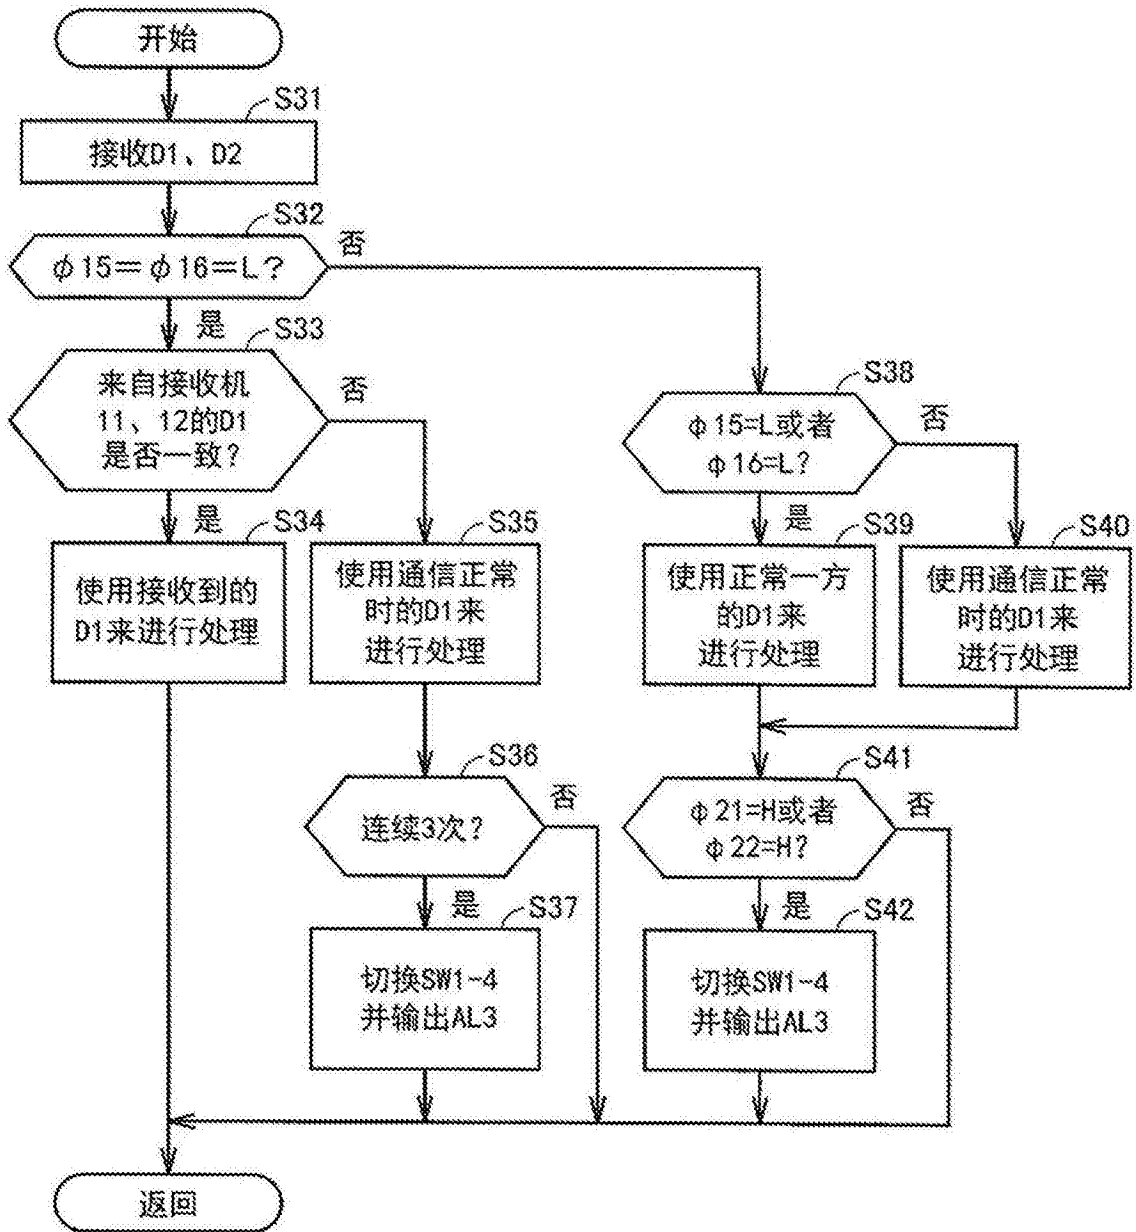 开始
S31
接收D1、D2
S32
φ15=φ16=L?
否
是
S33
来自接收机
11、12的D1
是否一致?
否
S38
φ15=L或者
φ16=L?
否
是
S34
使用接收到的
D1来进行处理
S35
使用通信正常
时的D1来
进行处理
是
S39
使用正常一方
的D1来
进行处理
S40
使用通信正常
时的D1来
进行处理
S36
连续3次?
否
S41
φ21=H或者
φ22=H?
否
是
S37
切换SW1-4
并输出AL3
是
S42
切换SW1-4
并输出AL3
返回